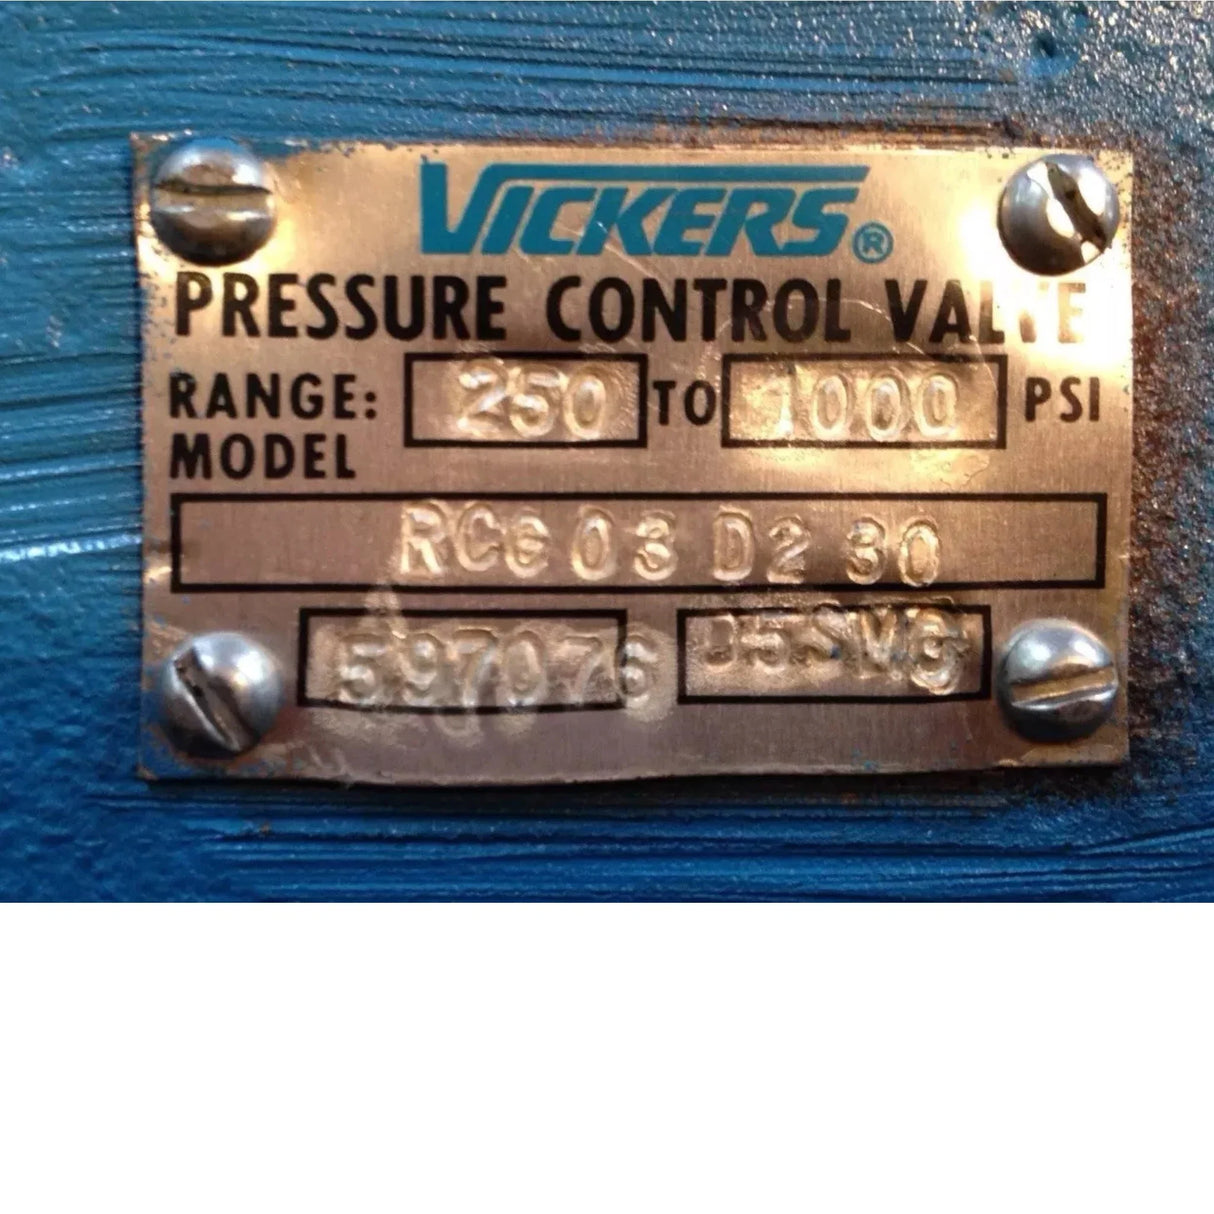 VICKERS®
PRESSURE CONTROL VALVE
RANGE: 250 TO 1000 PSI
MODEL
RCG 03 D2 30
597076